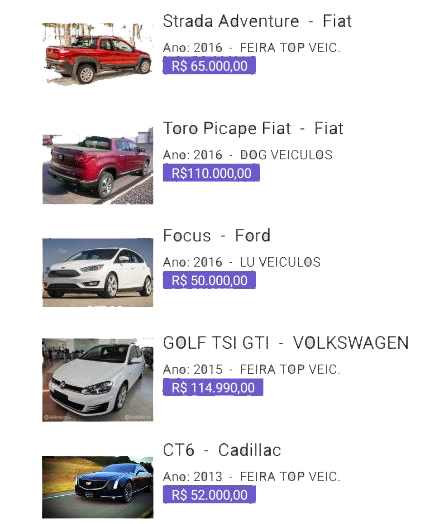 Strada Adventure - Fiat
Ano: 2016 - FEIRA TOP VEIC.
R$ 65.000,00
Toro Picape Fiat - Fiat
Ano: 2016 - DOG VEICULOS
R$110.000,00
Focus - Ford
Ano: 2016 - LU VEICULOS
R$ 50.000,00
GOLF TSI GTI - VOLKSWAGEN
Ano: 2015 - FEIRA TOP VEIC.
R$ 114.990,00
CT6 - Cadillac
Ano: 2013 - FEIRA TOP VEIC.
R$ 52.000,00